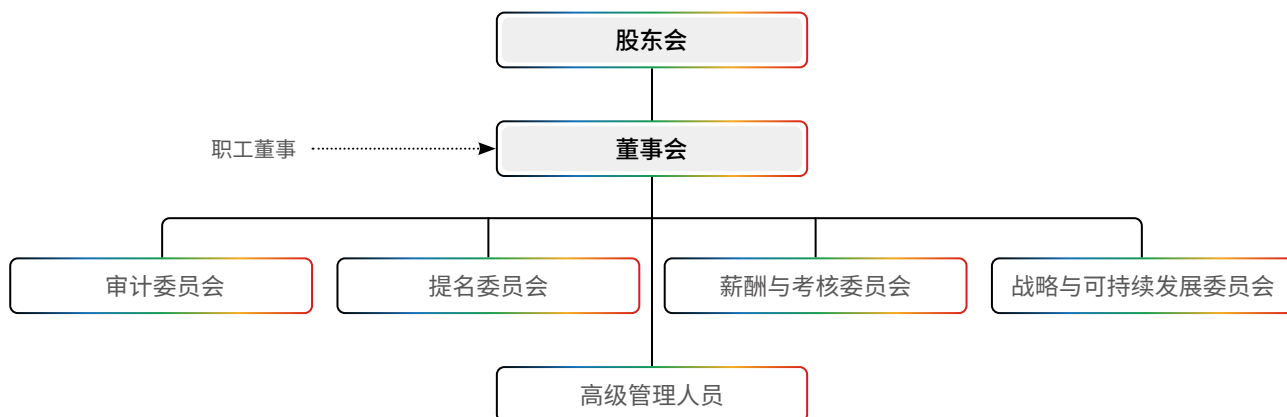 股东会
职工董事
董事会
审计委员会
提名委员会
薪酬与考核委员会
战略与可持续发展委员会
高级管理人员